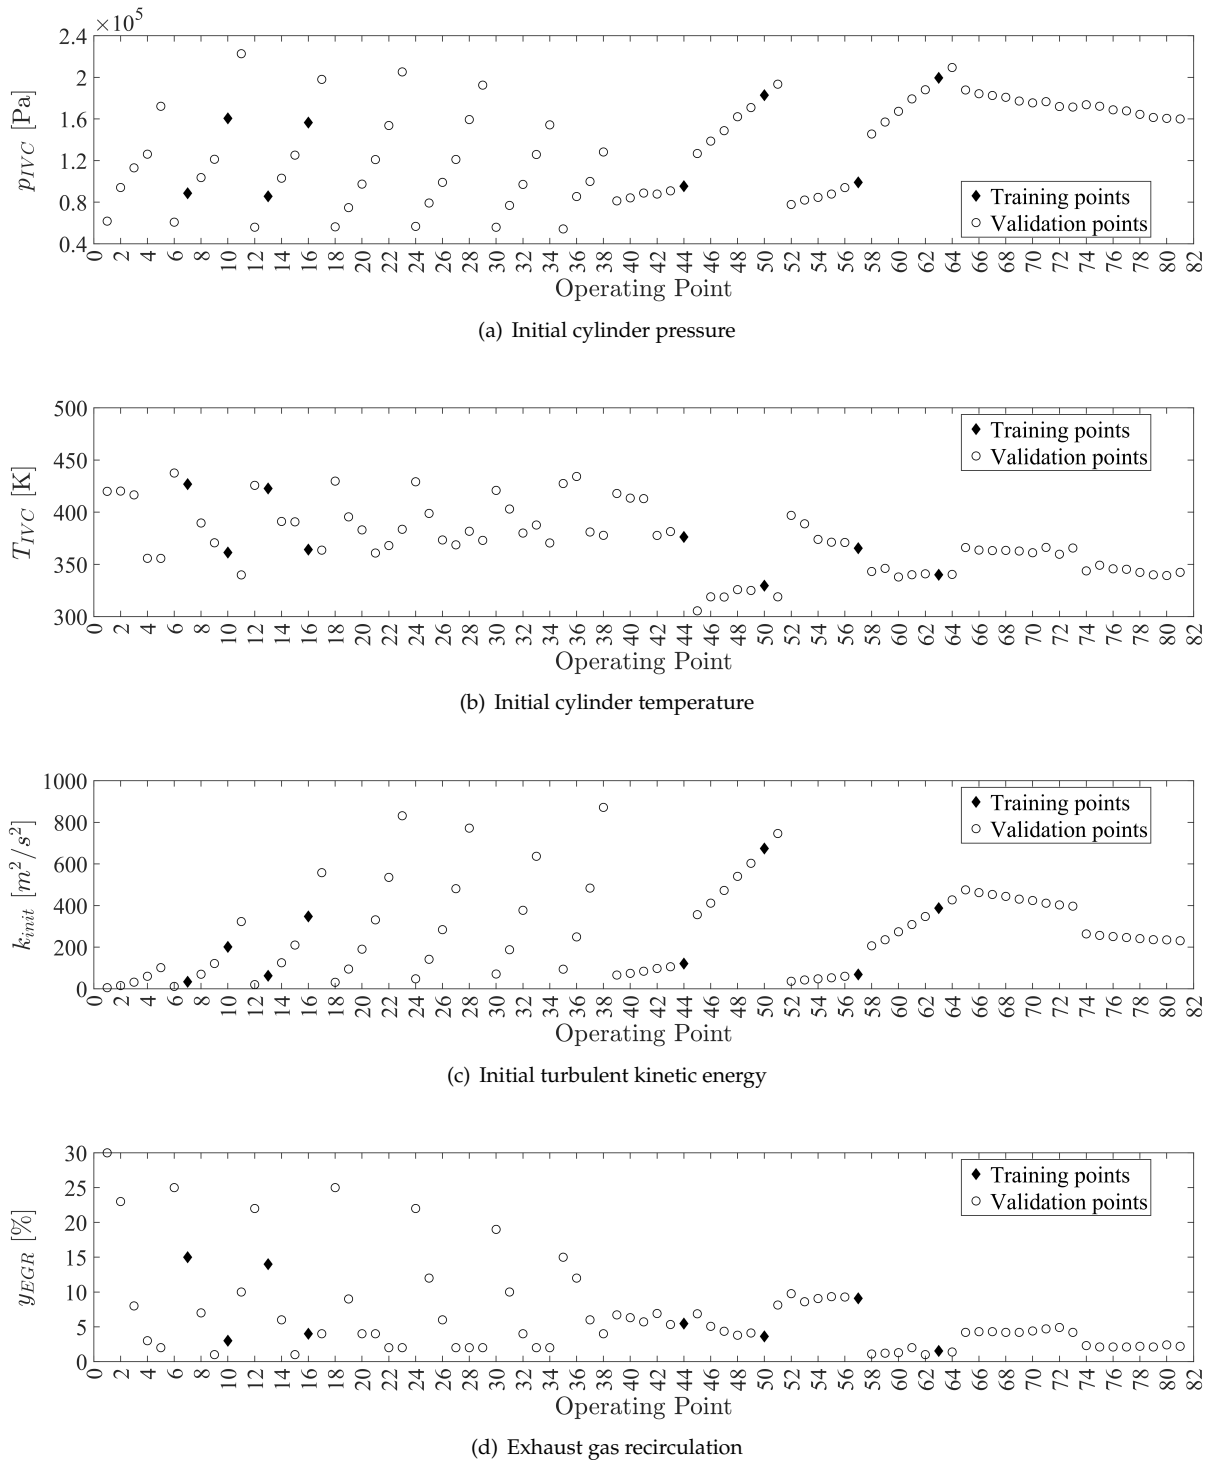 ×10⁵
2.4
2
1.6
1.2
0.8
0.4
p_IVC [Pa]
Training points
Validation points
0 2 4 6 8 10 12 14 16 18 20 22 24 26 28 30 32 34 36 38 40 42 44 46 48 50 52 54 56 58 60 62 64 66 68 70 72 74 76 78 80 82
Operating Point
(a) Initial cylinder pressure
500
450
400
350
300
T_IVC [K]
Training points
Validation points
0 2 4 6 8 10 12 14 16 18 20 22 24 26 28 30 32 34 36 38 40 42 44 46 48 50 52 54 56 58 60 62 64 66 68 70 72 74 76 78 80 82
Operating Point
(b) Initial cylinder temperature
1000
800
600
400
200
0
k_init [m²/s²]
Training points
Validation points
0 2 4 6 8 10 12 14 16 18 20 22 24 26 28 30 32 34 36 38 40 42 44 46 48 50 52 54 56 58 60 62 64 66 68 70 72 74 76 78 80 82
Operating Point
(c) Initial turbulent kinetic energy
30
25
20
15
10
5
0
y_EGR [%]
Training points
Validation points
0 2 4 6 8 10 12 14 16 18 20 22 24 26 28 30 32 34 36 38 40 42 44 46 48 50 52 54 56 58 60 62 64 66 68 70 72 74 76 78 80 82
Operating Point
(d) Exhaust gas recirculation